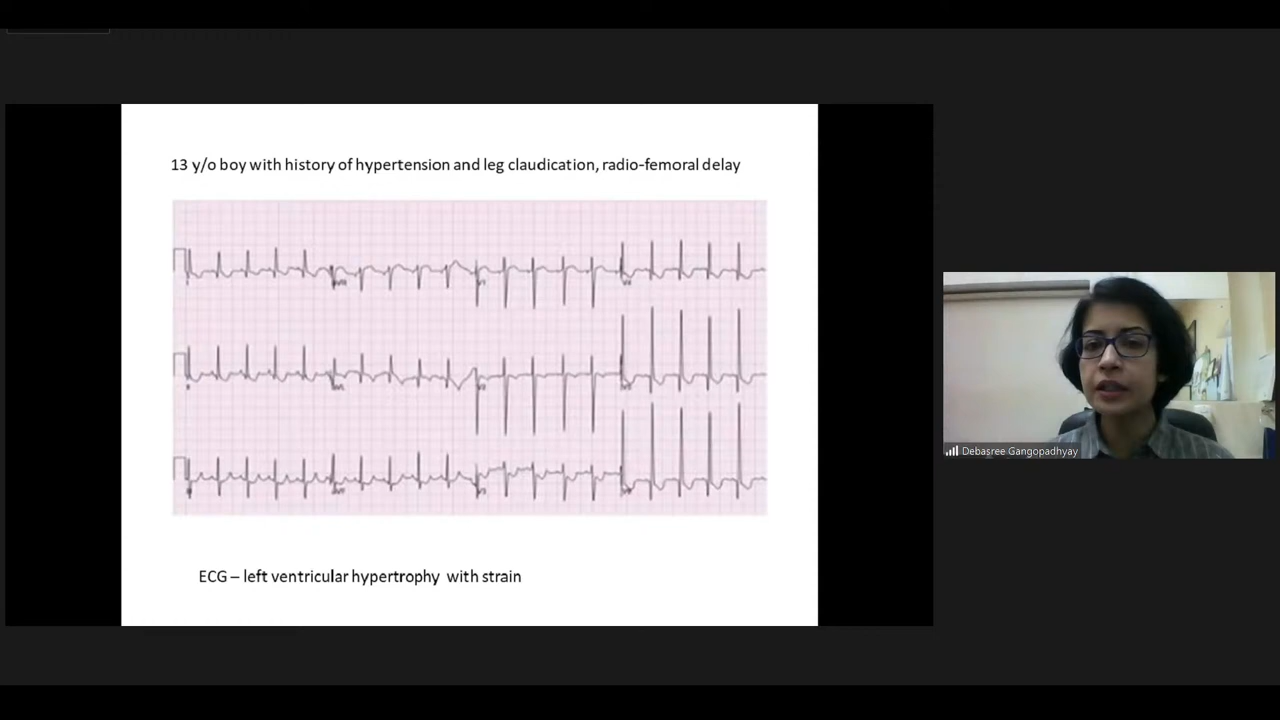 13 y/o boy with history of hypertension and leg claudication, radio-femoral delay
ECG – left ventricular hypertrophy  with strain
Debasree Gangopadhyay